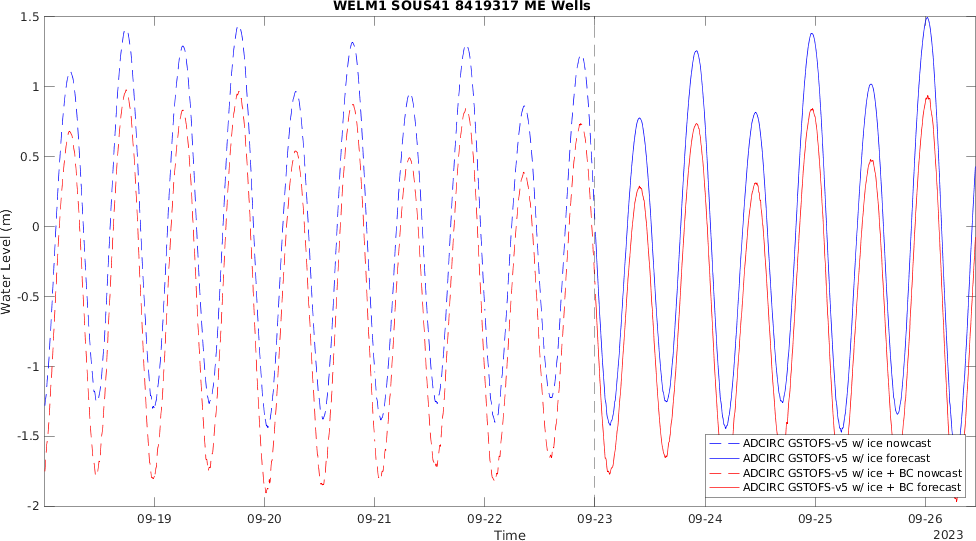 WELM1 SOUS41 8419317 ME Wells
1.5
1
0.5
0
-0.5
-1
-1.5
-2
Water Level (m)
09-19 09-20 09-21 09-22 09-23 09-24 09-25 09-26
Time
2023
ADCIRC GSTOFS-v5 w/ ice nowcast
ADCIRC GSTOFS-v5 w/ ice forecast
ADCIRC GSTOFS-v5 w/ ice + BC nowcast
ADCIRC GSTOFS-v5 w/ ice + BC forecast